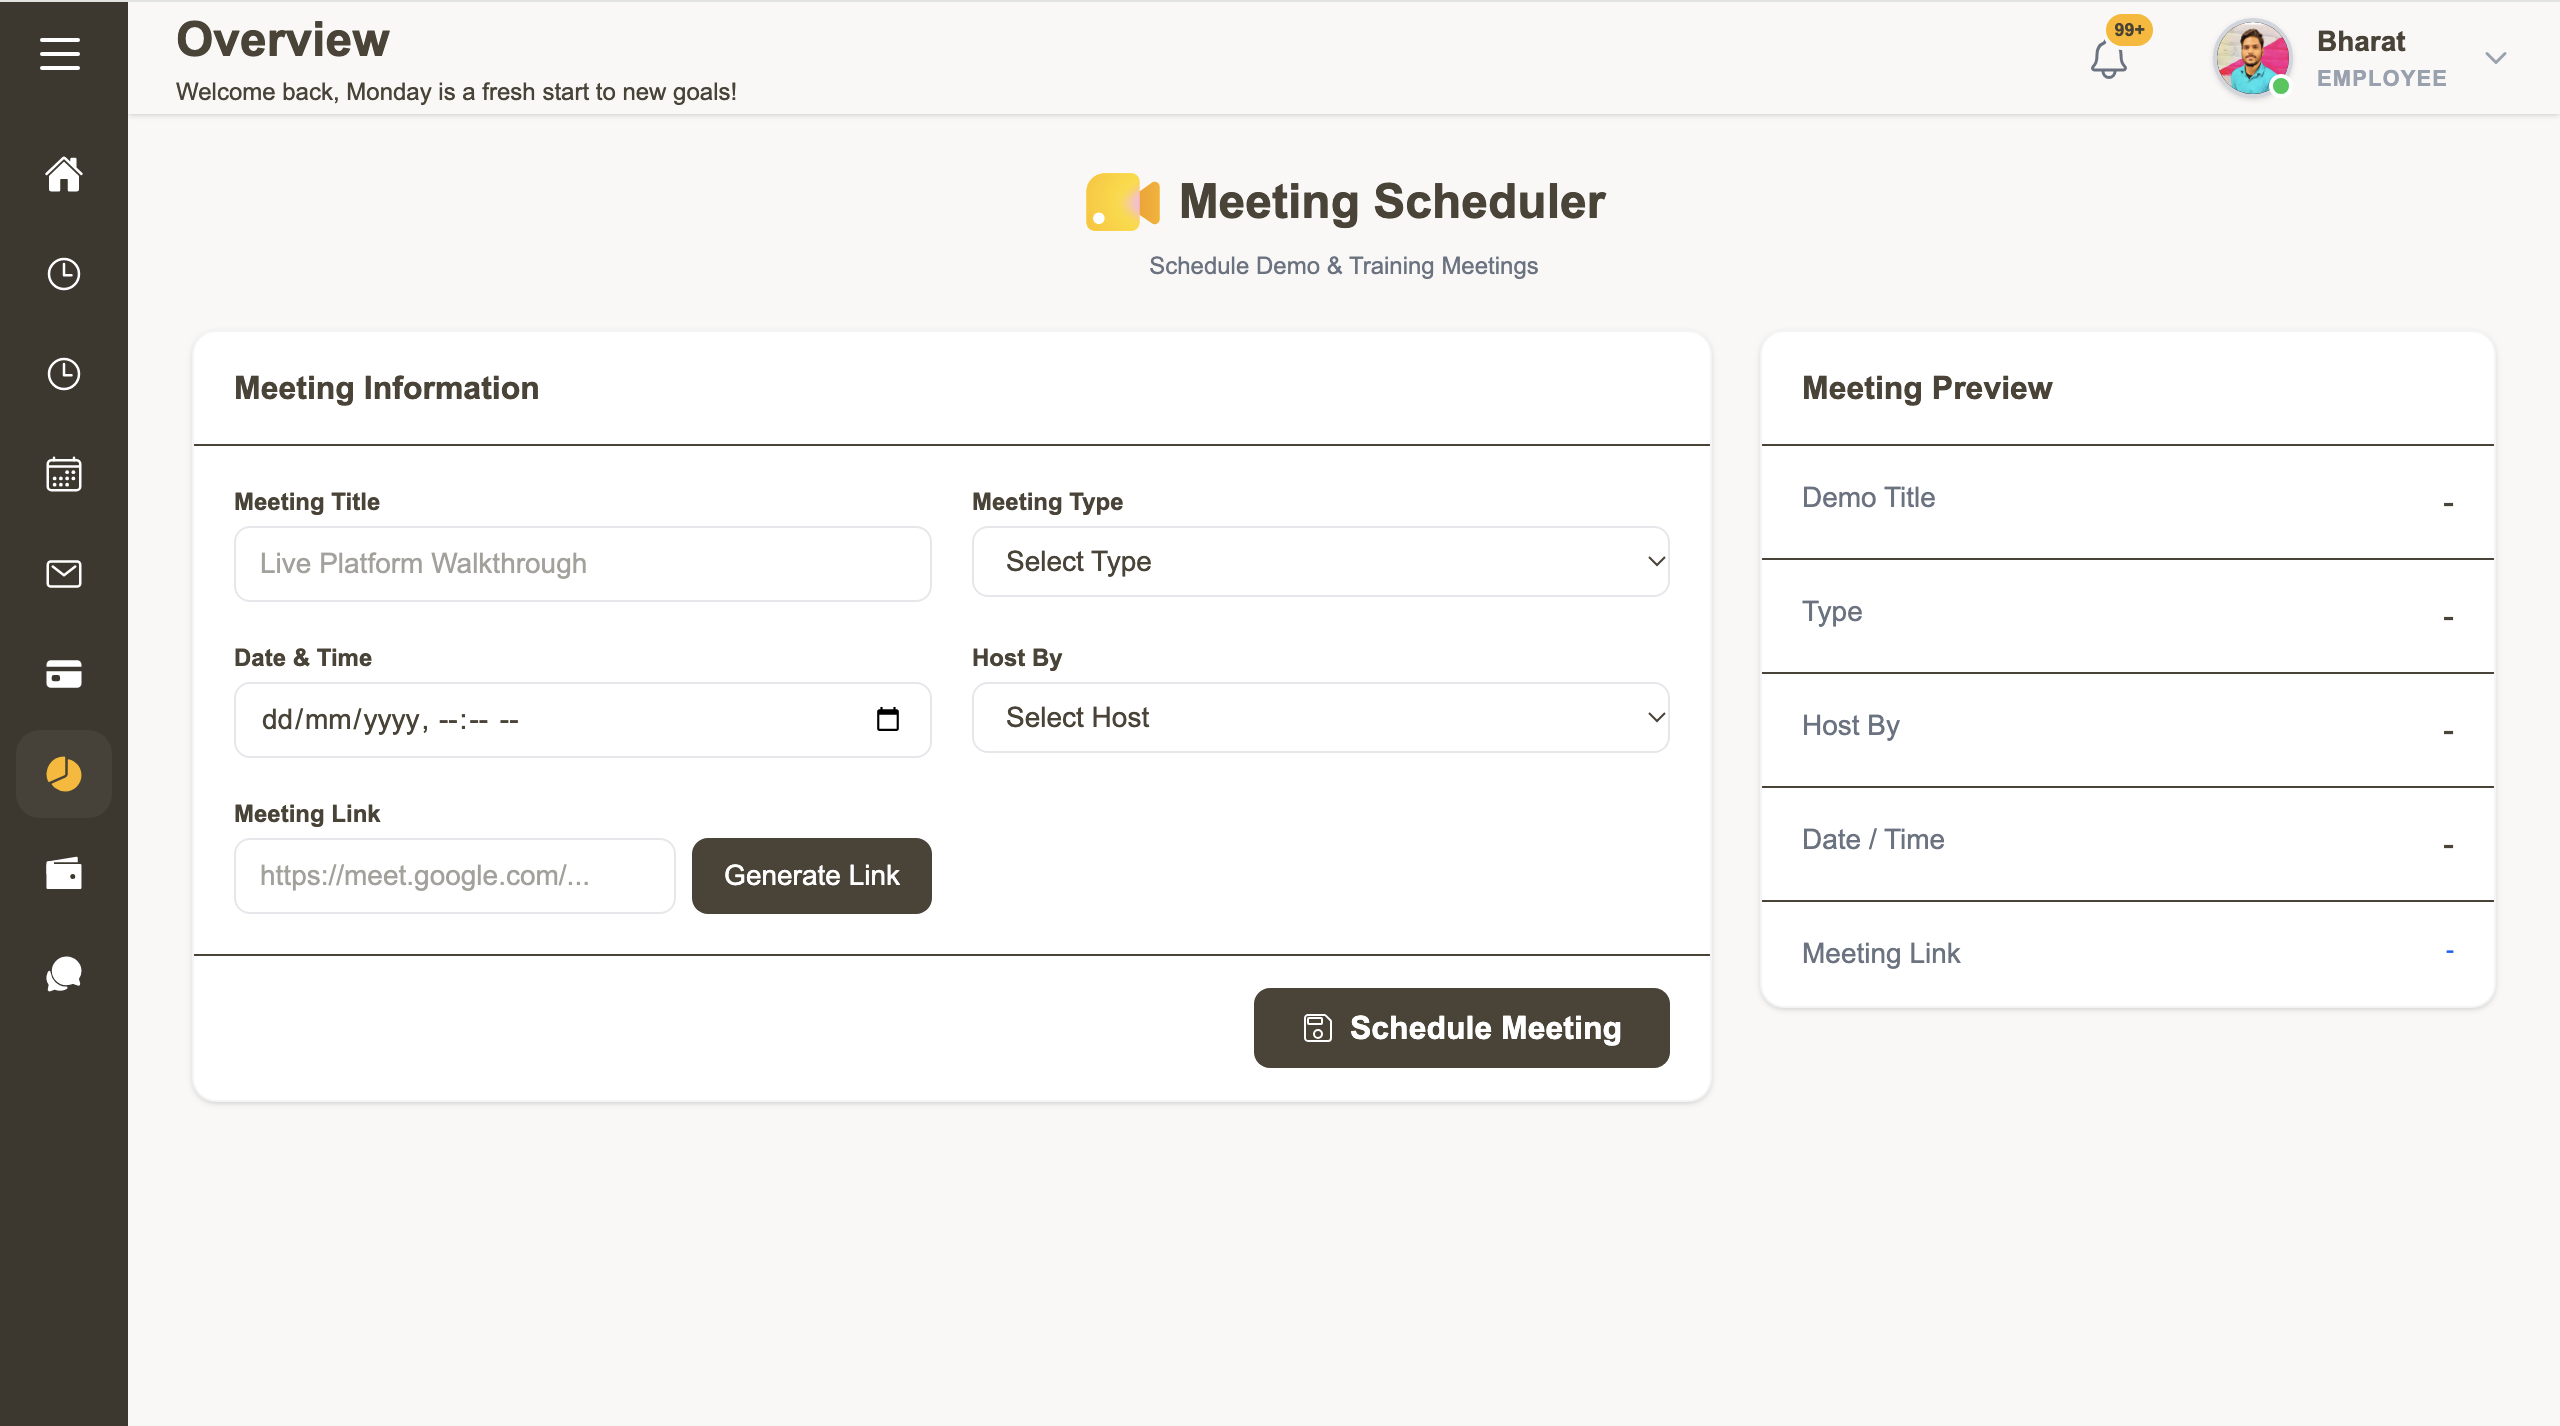 Overview
Welcome back, Monday is a fresh start to new goals!
99+
Bharat
EMPLOYEE
Meeting Scheduler
Schedule Demo & Training Meetings
Meeting Information
Meeting Title
Live Platform Walkthrough
Meeting Type
Select Type
Date & Time
dd/mm/yyyy, --:-- --
Host By
Select Host
Meeting Link
https://meet.google.com/...
Generate Link
Schedule Meeting
Meeting Preview
Demo Title -
Type -
Host By -
Date / Time -
Meeting Link -